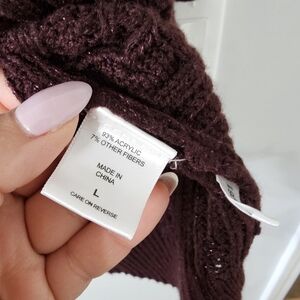 93% ACRYLIC
7% OTHER FIBERS
MADE IN
CHINA
L
CARE ON REVERSE